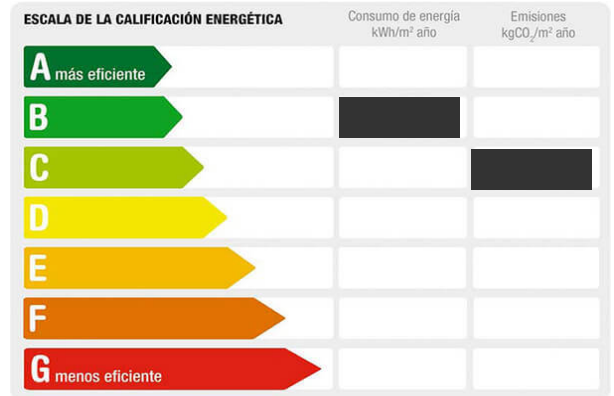 ESCALA DE LA CALIFICACIÓN ENERGÉTICA
Consumo de energía
kWh/m² año
Emisiones
kgCO₂/m² año
A más eficiente
B
C
D
E
F
G menos eficiente